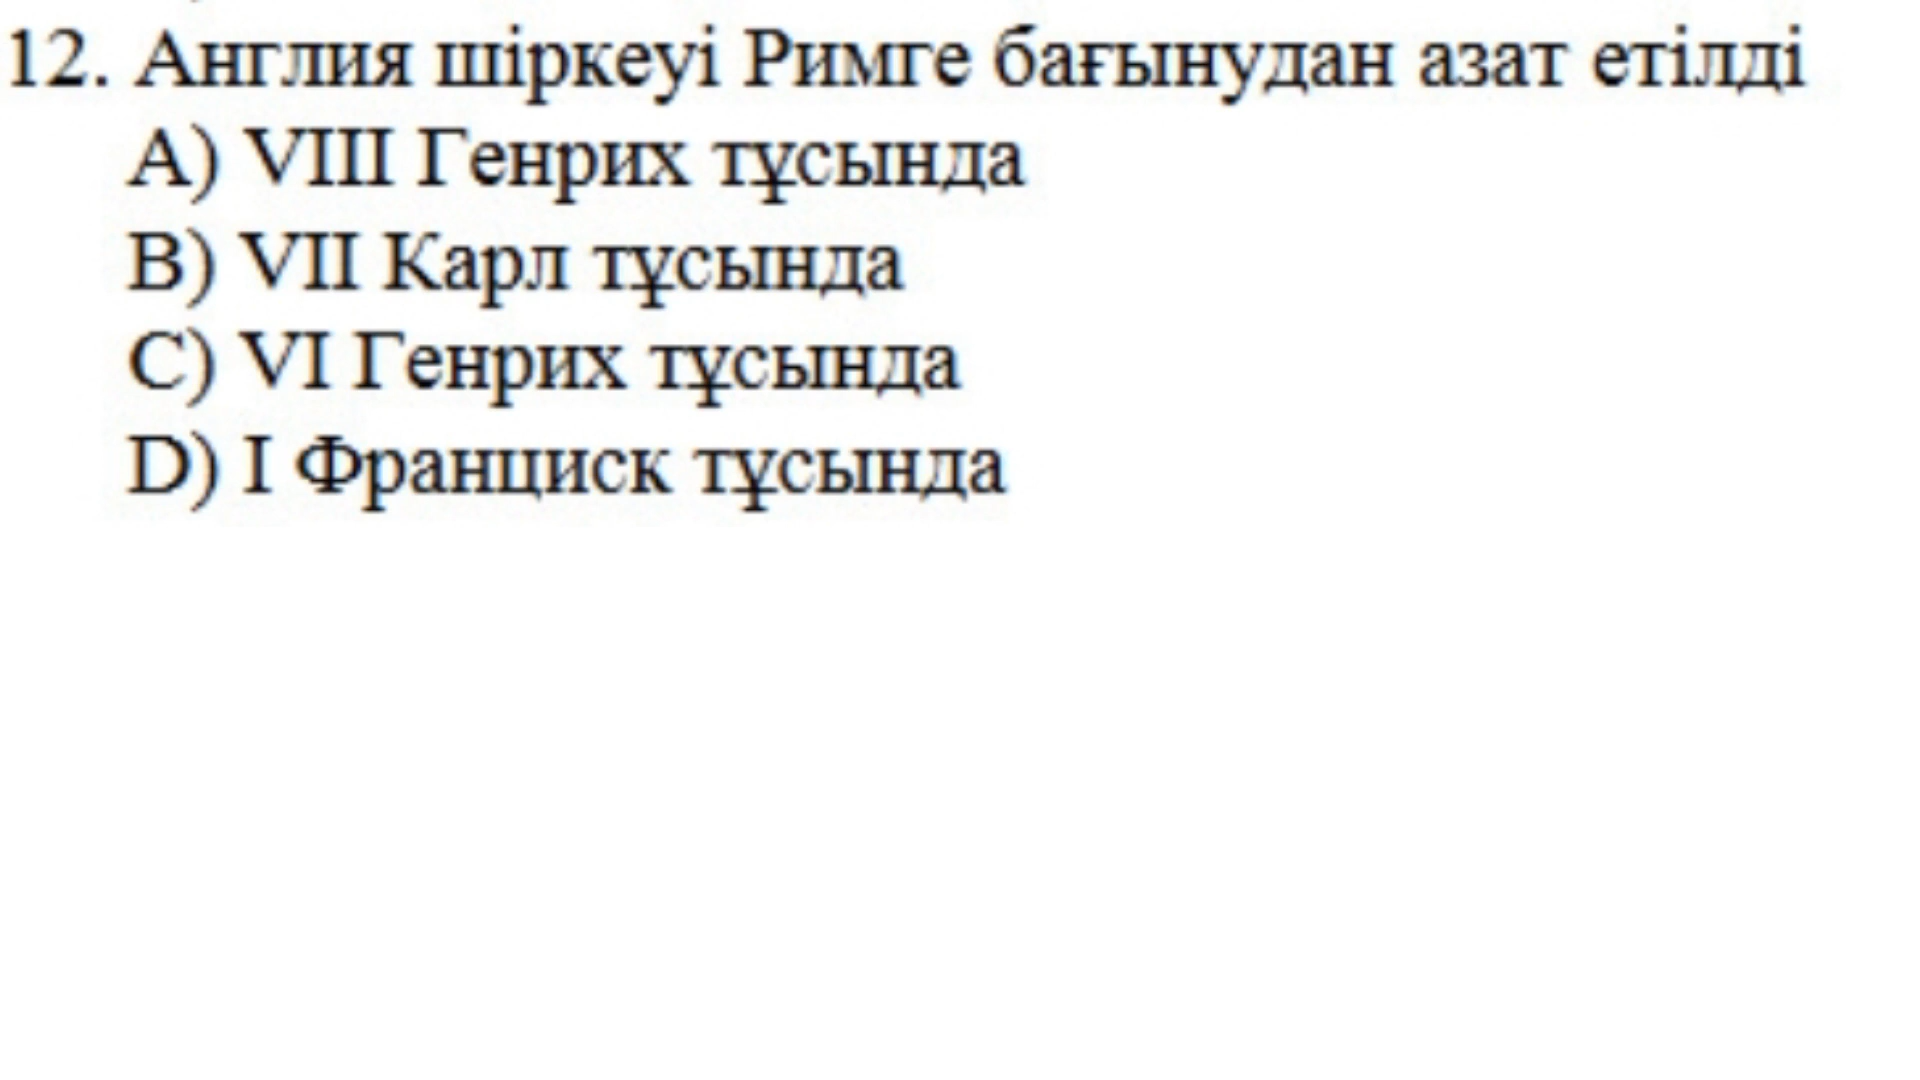 12. Англия шіркеуі Римге бағынудан азат етілді
A) VIII Генрих тұсында
B) VII Карл тұсында
C) VI Генрих тұсында
D) I Франциск тұсында